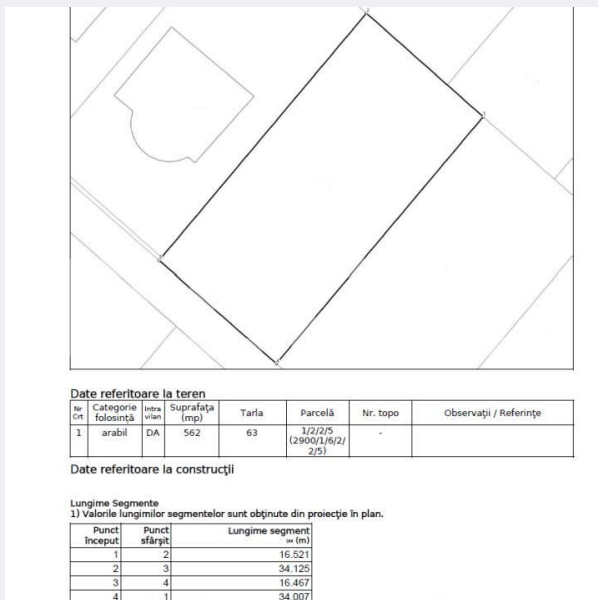 1
Date referitoare la teren
Nr Crt Categorie folosință Intra vilan Suprafața (mp) Tarla Parcelă Nr. topo Observații / Referințe
1 arabil DA 562 63 1/2/2/5 (2900/1/6/2/2/5) -
Date referitoare la construcții
Lungime Segmente
1) Valorile lungimilor segmentelor sunt obținute din proiecție în plan.
Punct început Punct sfârșit Lungime segment (m)
1 2 16.521
2 3 34.125
3 4 16.467
4 1 34.007